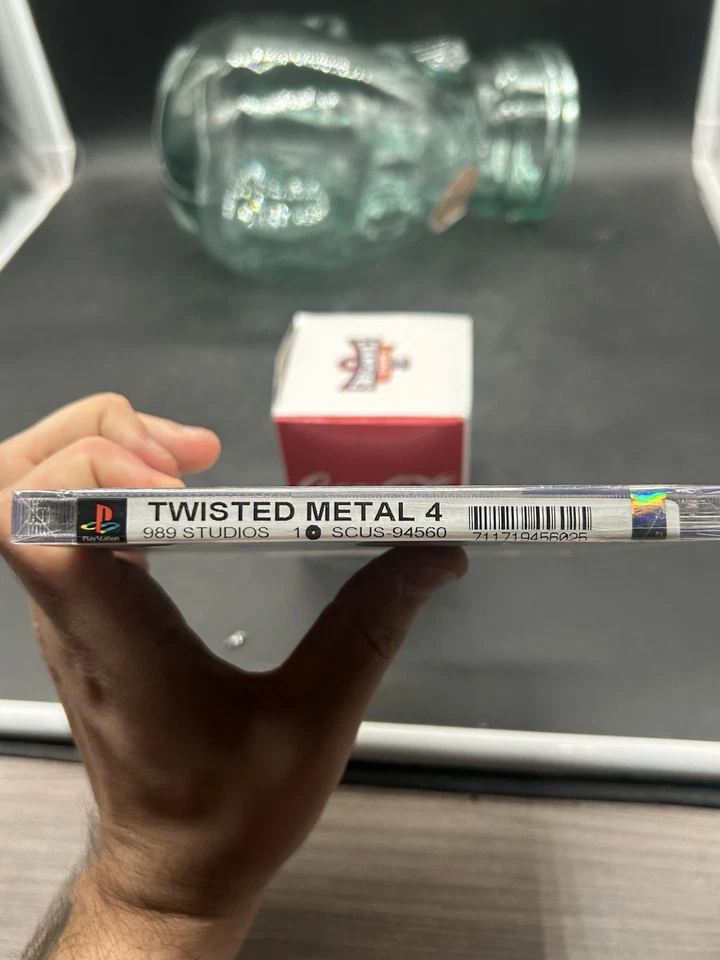 TWISTED METAL 4
PlayStation
989 STUDIOS 1 SCUS-94560
711719456025